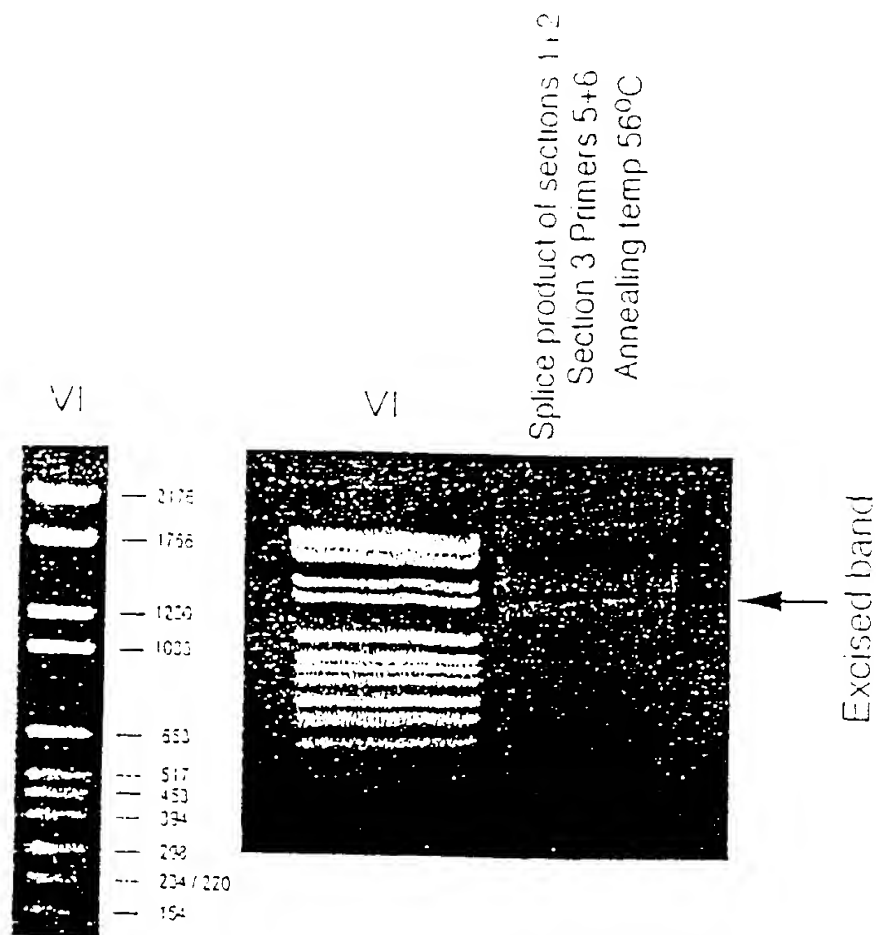 Splice product of sections 1+2
Section 3 Primers 5+6
Annealing temp 56ºC
VI
VI
2176
1766
1230
1033
653
517
453
394
298
234 / 220
154
Excised band